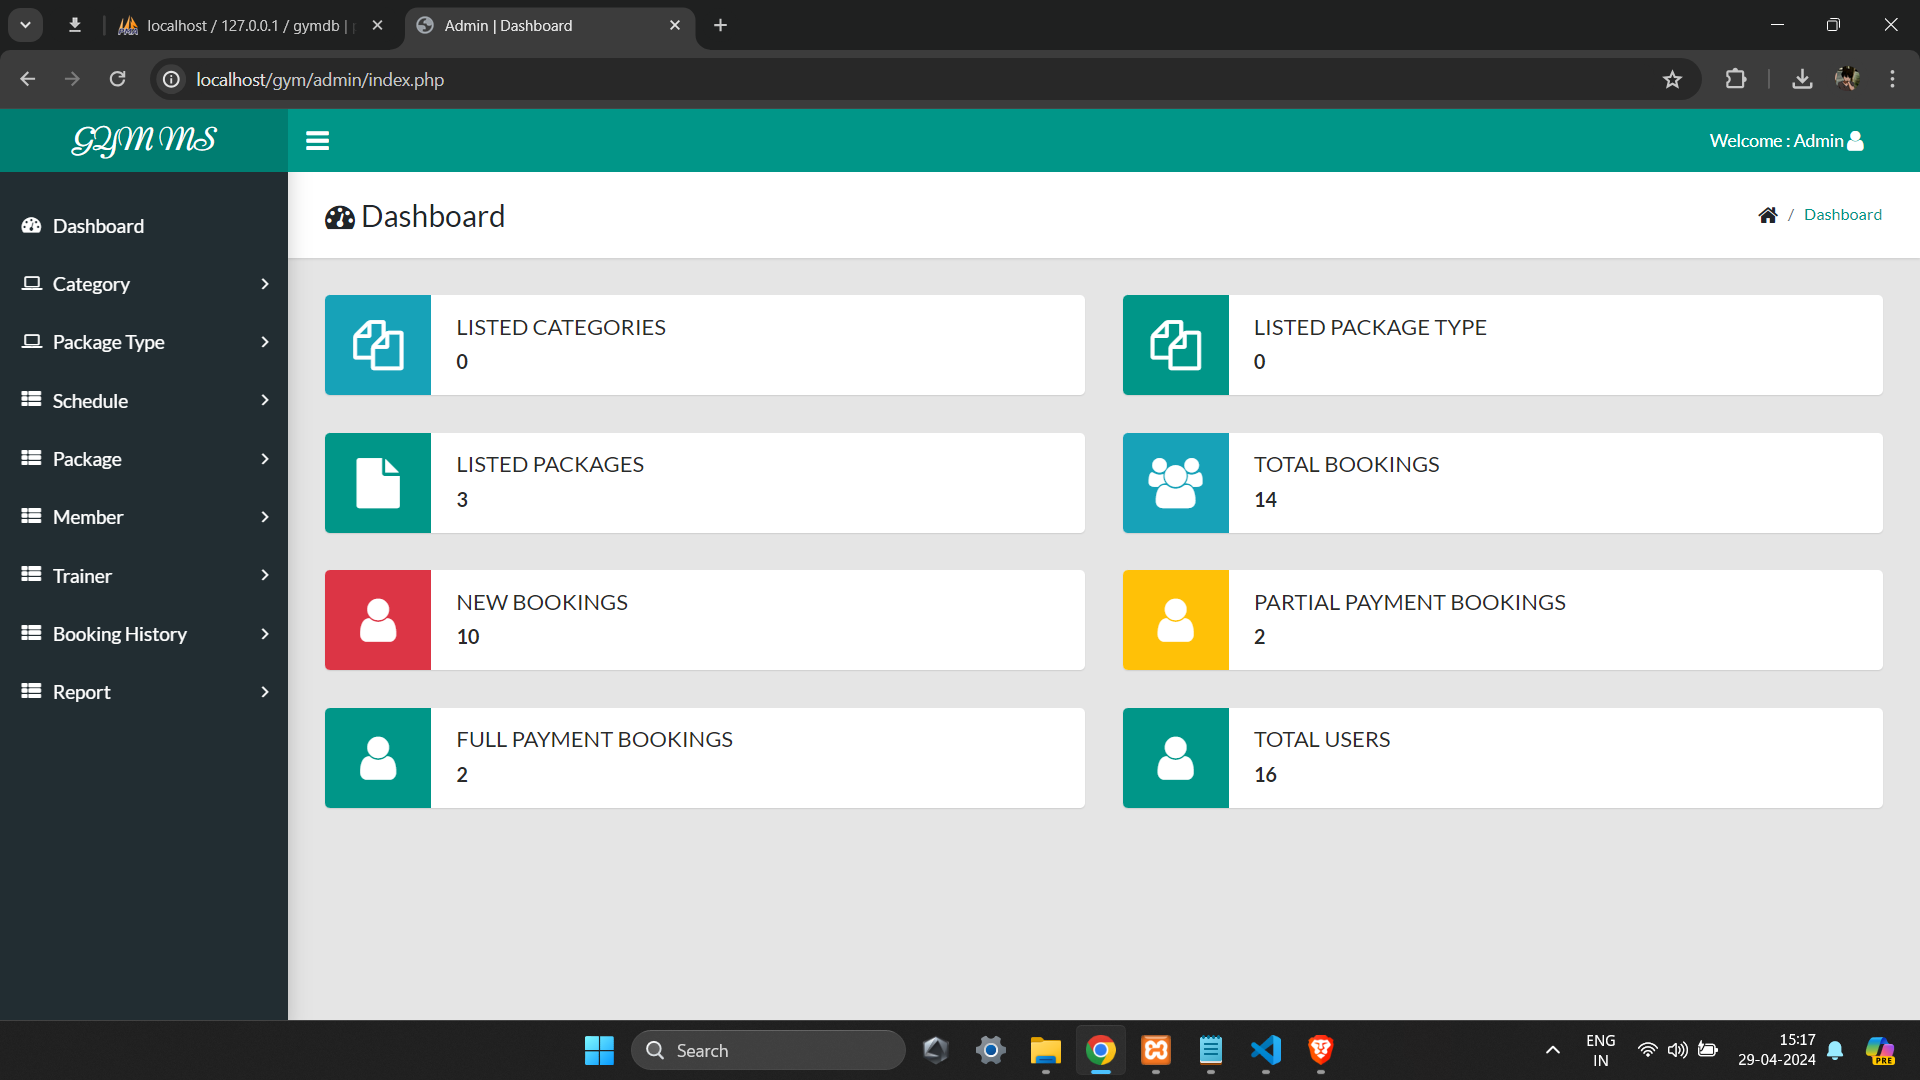 localhost / 127.0.0.1 / gymdb |
Admin | Dashboard
localhost/gym/admin/index.php
GYM MS
Welcome : Admin
Dashboard
Category
Package Type
Schedule
Package
Member
Trainer
Booking History
Report
Dashboard
/ Dashboard
LISTED CATEGORIES
0
LISTED PACKAGE TYPE
0
LISTED PACKAGES
3
TOTAL BOOKINGS
14
NEW BOOKINGS
10
PARTIAL PAYMENT BOOKINGS
2
FULL PAYMENT BOOKINGS
2
TOTAL USERS
16
Search
ENG
IN
15:17
29-04-2024
PRE